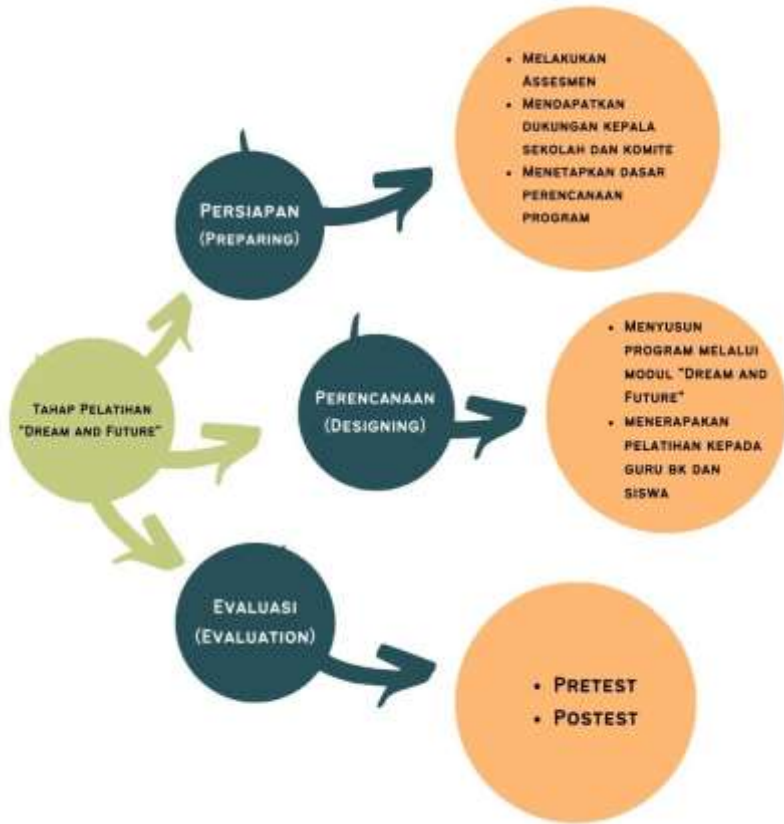 • Melakukan
Assesmen
• Mendapatkan
dukungan kepala
sekolah dan komite
• Menetapkan dasar
perencanaan
program
Persiapan
(Preparing)
Tahap Pelatihan
"Dream and Future"
Perencanaan
(Designing)
• Menyusun
program melalui
modul "Dream and
Future"
• Menerapakan
pelatihan kepada
guru BK dan
siswa
Evaluasi
(Evaluation)
• Pretest
• Postest